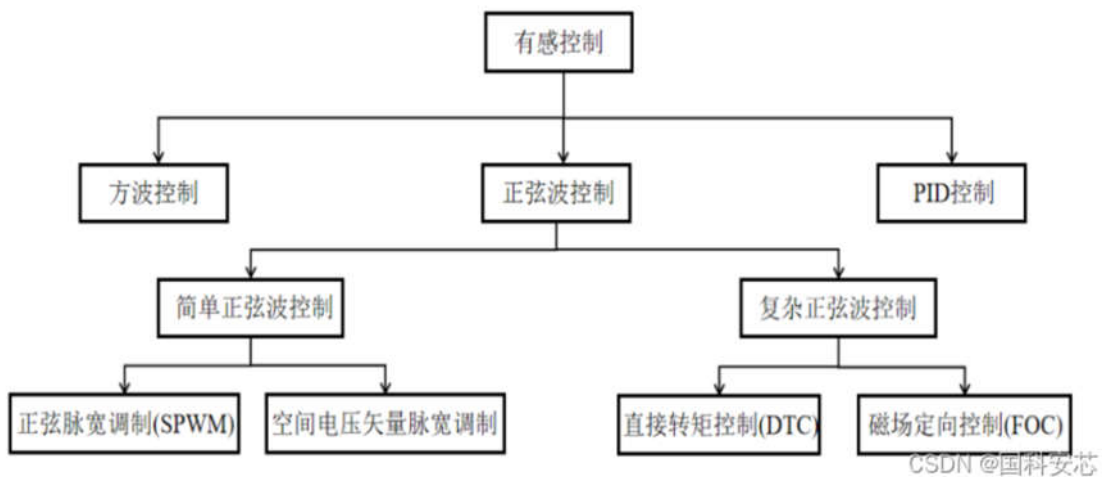 有感控制
方波控制
正弦波控制
PID控制
简单正弦波控制
复杂正弦波控制
正弦脉宽调制(SPWM)
空间电压矢量脉宽调制
直接转矩控制(DTC)
磁场定向控制(FOC)
CSDN @国科安芯